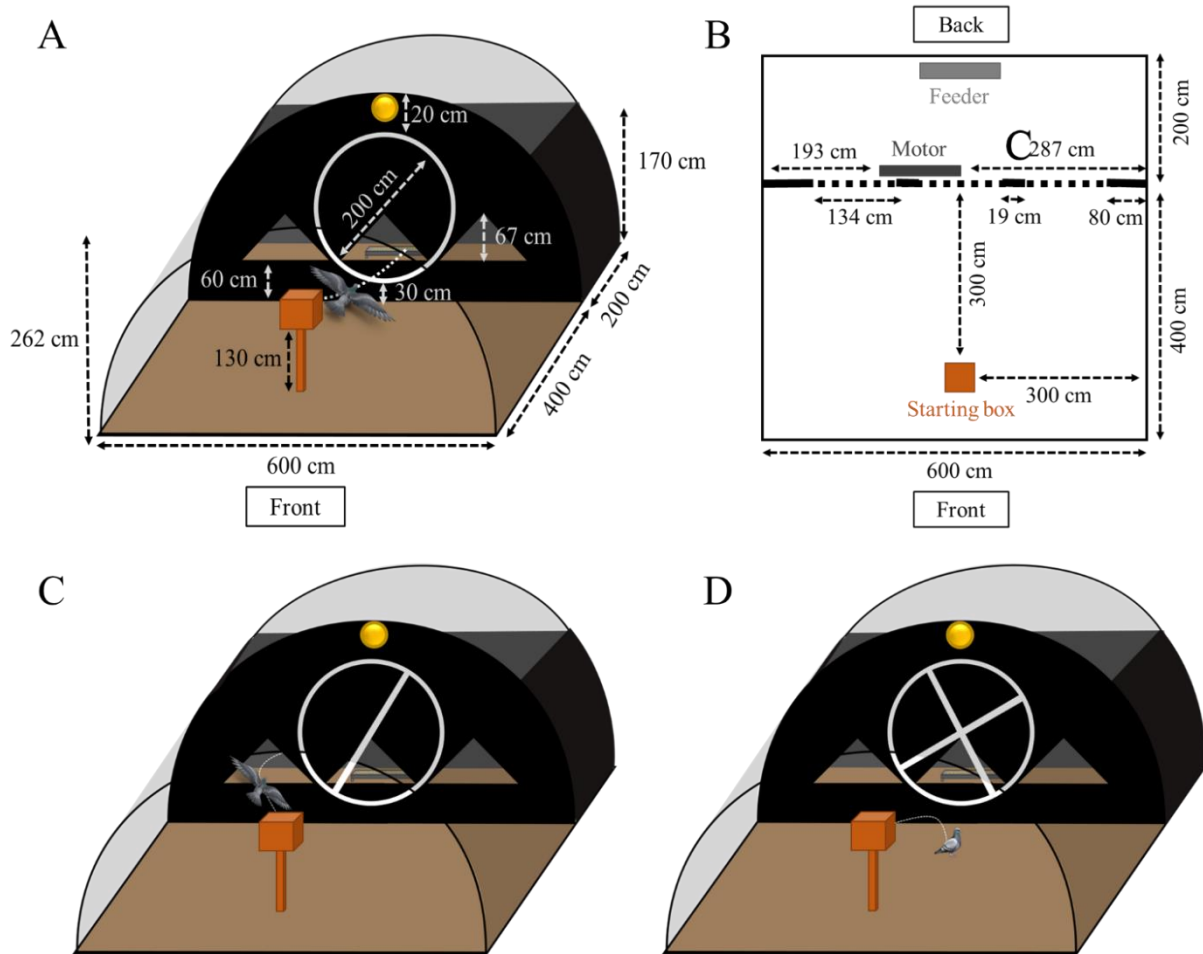 A
20 cm
170 cm
200 cm
67 cm
60 cm
30 cm
200 cm
262 cm
130 cm
400 cm
600 cm
Front
B
Back
Feeder
200 cm
193 cm
Motor
C
287 cm
134 cm
19 cm
80 cm
300 cm
400 cm
300 cm
Starting box
600 cm
Front
C
D